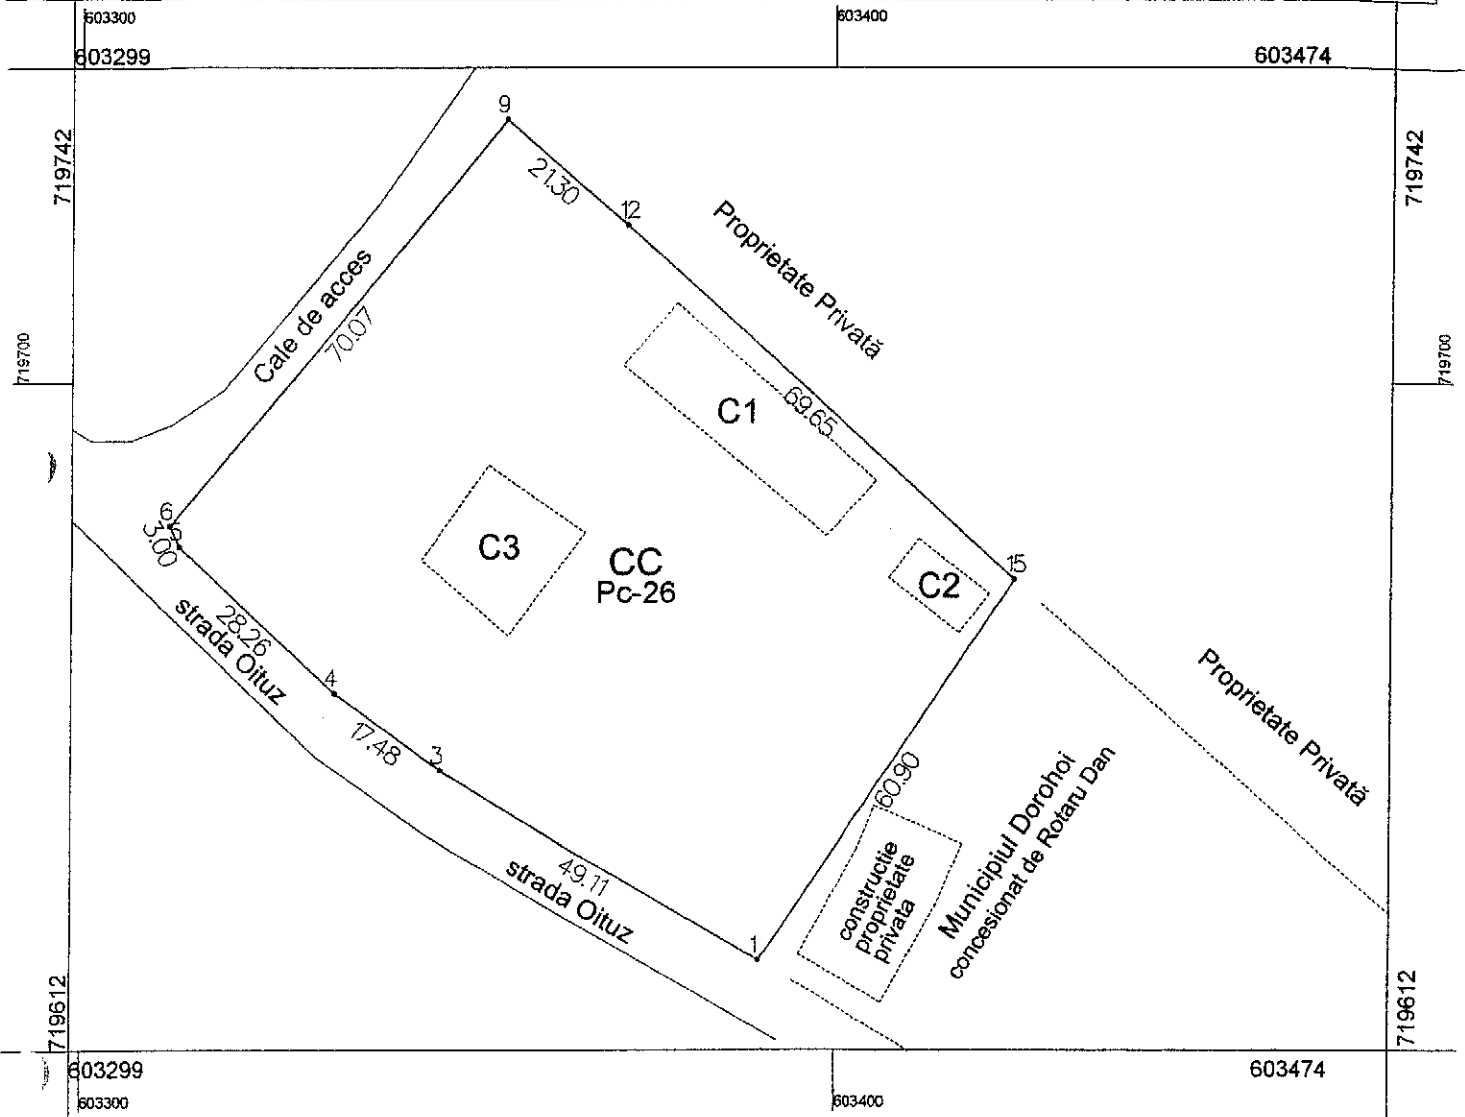 603300
603400
603299
603474
9
719742
719742
21.30
12
Proprietate Privată
Cale de acces
70.07
719700
719700
C1
69.65
6
5
3.00
C3
CC
Pc-26
C2
15
28.26
strada Oituz
4
17.48
3
Proprietate Privată
60.90
49.11
strada Oituz
1
constructie
proprietate
privata
Municipiul Dorohoi
concesionat de Rotaru Dan
719612
719612
603299
603474
603300
603400